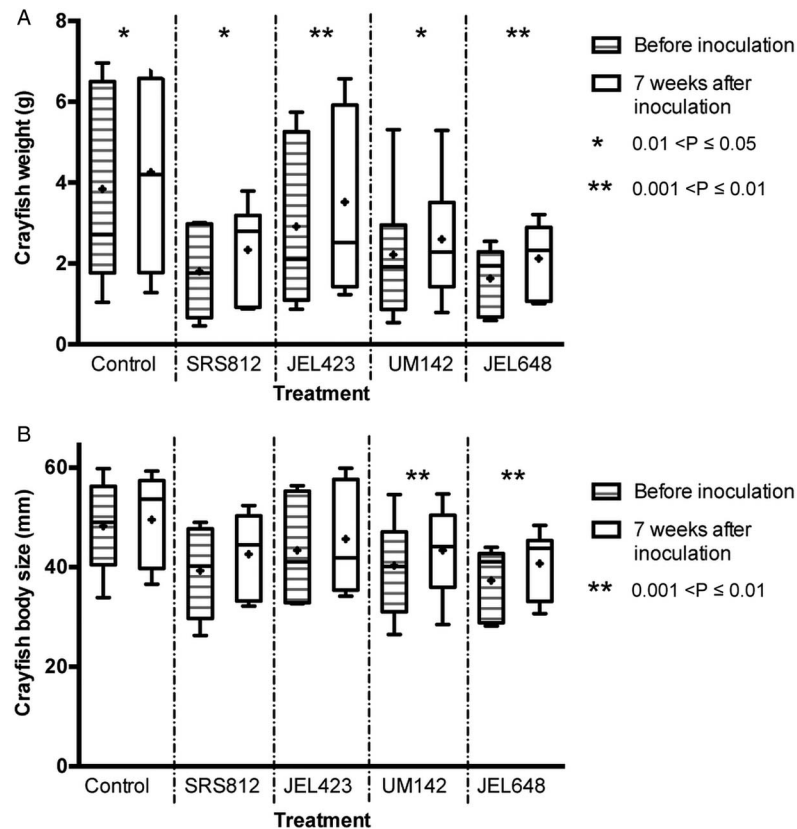 A
8
6
4
2
0
Crayfish weight (g)
* * ** * **
Control SRS812 JEL423 UM142 JEL648
Treatment
Before inoculation
7 weeks after
inoculation
* 0.01 <P ≤ 0.05
** 0.001 <P ≤ 0.01
B
60
40
20
0
Crayfish body size (mm)
** **
Control SRS812 JEL423 UM142 JEL648
Treatment
Before inoculation
7 weeks after
inoculation
** 0.001 <P ≤ 0.01